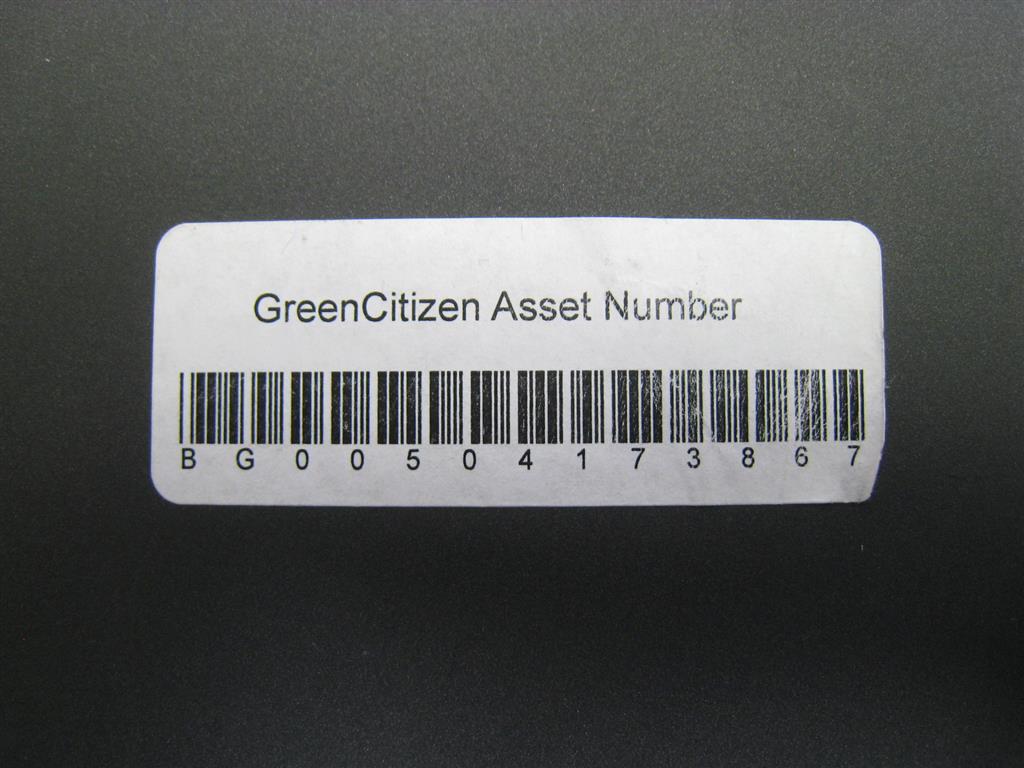 GreenCitizen Asset Number
B G 0 0 5 0 4 1 7 3 8 6 7